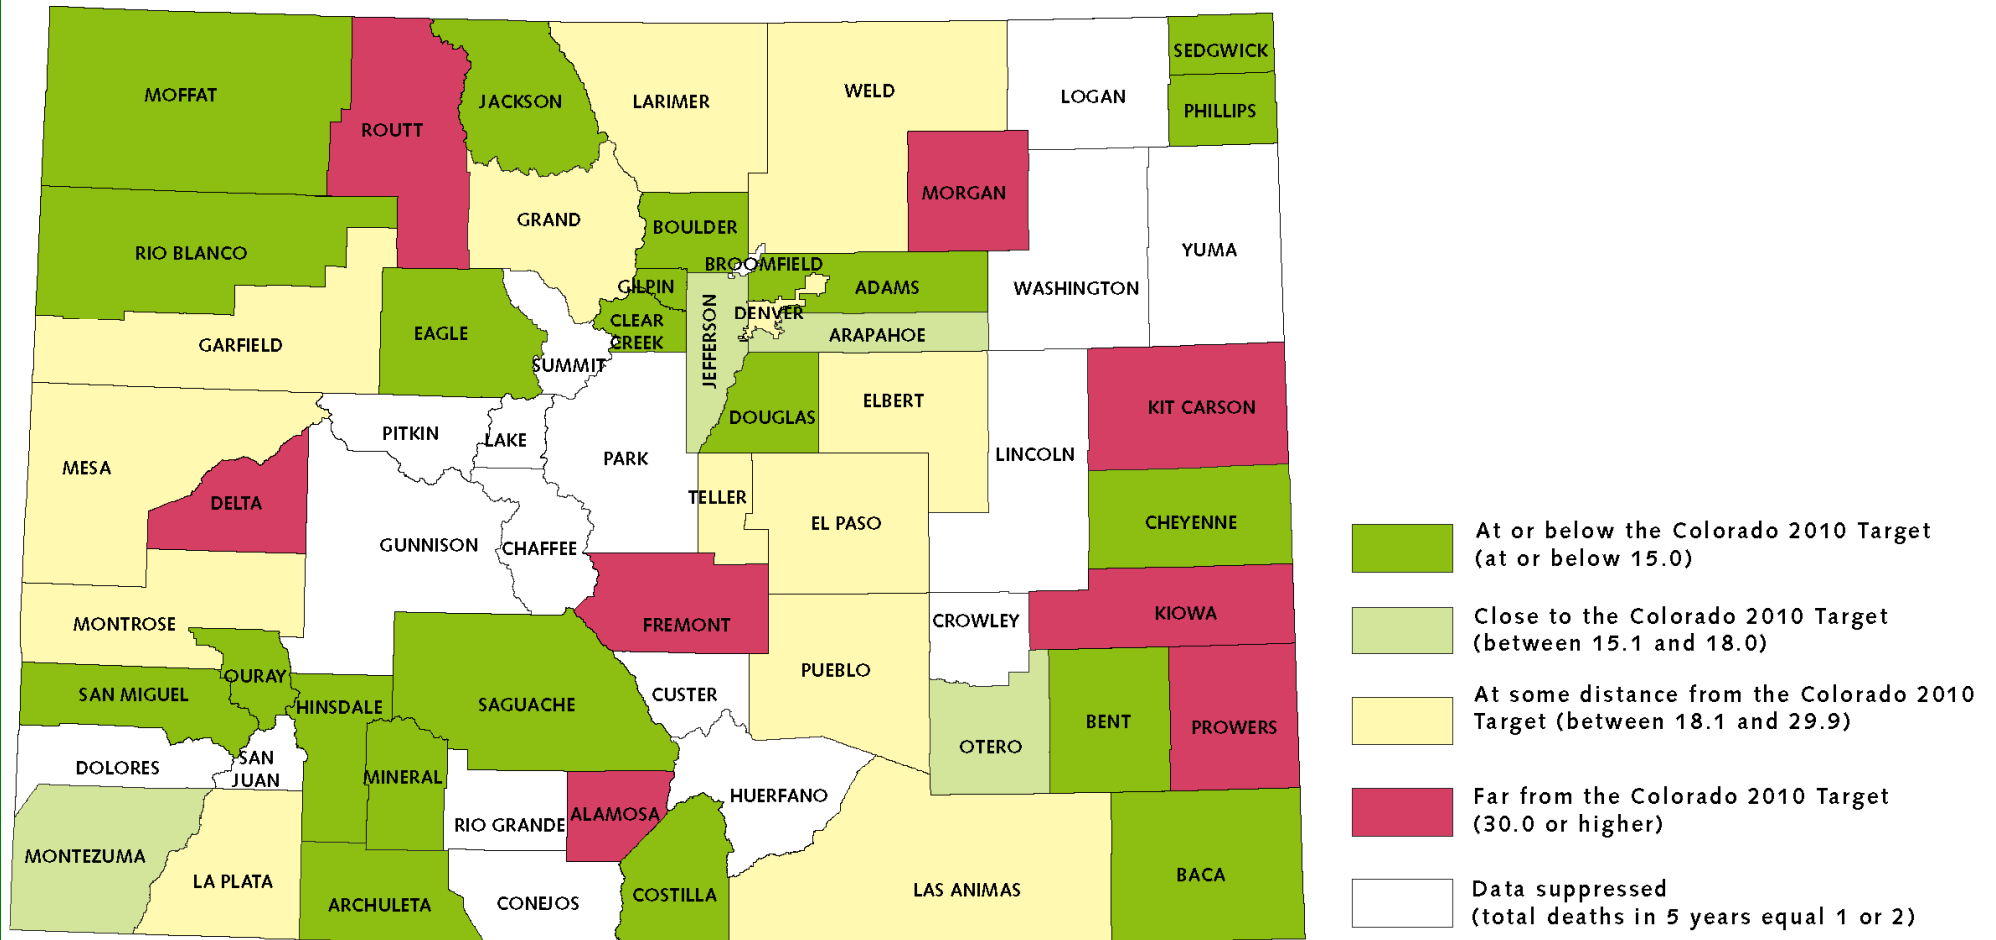 SEDGWICK
MOFFAT
JACKSON
LARIMER
WELD
LOGAN
PHILLIPS
ROUTT
MORGAN
GRAND
BOULDER
RIO BLANCO
YUMA
BROOMFIELD
GILPIN
ADAMS
WASHINGTON
CLEAR
CREEK
DENVER
EAGLE
GARFIELD
JEFFERSON
ARAPAHOE
SUMMIT
ELBERT
KIT CARSON
DOUGLAS
PITKIN
LAKE
PARK
LINCOLN
MESA
DELTA
TELLER
EL PASO
CHEYENNE
GUNNISON
CHAFFEE
MONTROSE
FREMONT
CROWLEY
KIOWA
OURAY
PUEBLO
SAN MIGUEL
HINSDALE
SAGUACHE
CUSTER
BENT
PROWERS
OTERO
DOLORES
SAN
JUAN
MINERAL
HUERFANO
RIO GRANDE
ALAMOSA
MONTEZUMA
LA PLATA
ARCHULETA
CONEJOS
COSTILLA
LAS ANIMAS
BACA
At or below the Colorado 2010 Target
(at or below 15.0)
Close to the Colorado 2010 Target
(between 15.1 and 18.0)
At some distance from the Colorado 2010
Target (between 18.1 and 29.9)
Far from the Colorado 2010 Target
(30.0 or higher)
Data suppressed
(total deaths in 5 years equal 1 or 2)